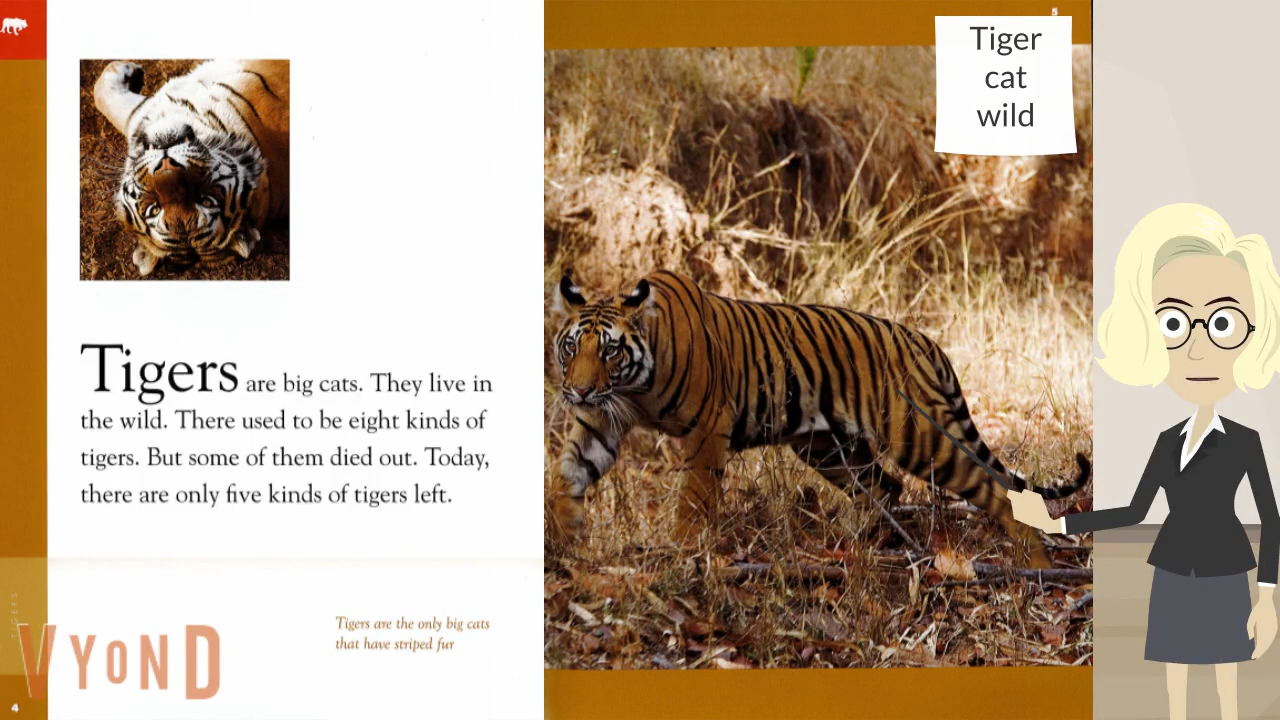 Tigers are big cats. They live in
the wild. There used to be eight kinds of
tigers. But some of them died out. Today,
there are only five kinds of tigers left.
Tigers are the only big cats
that have striped fur
TIGERS
4
VYOND
5
Tiger
cat
wild